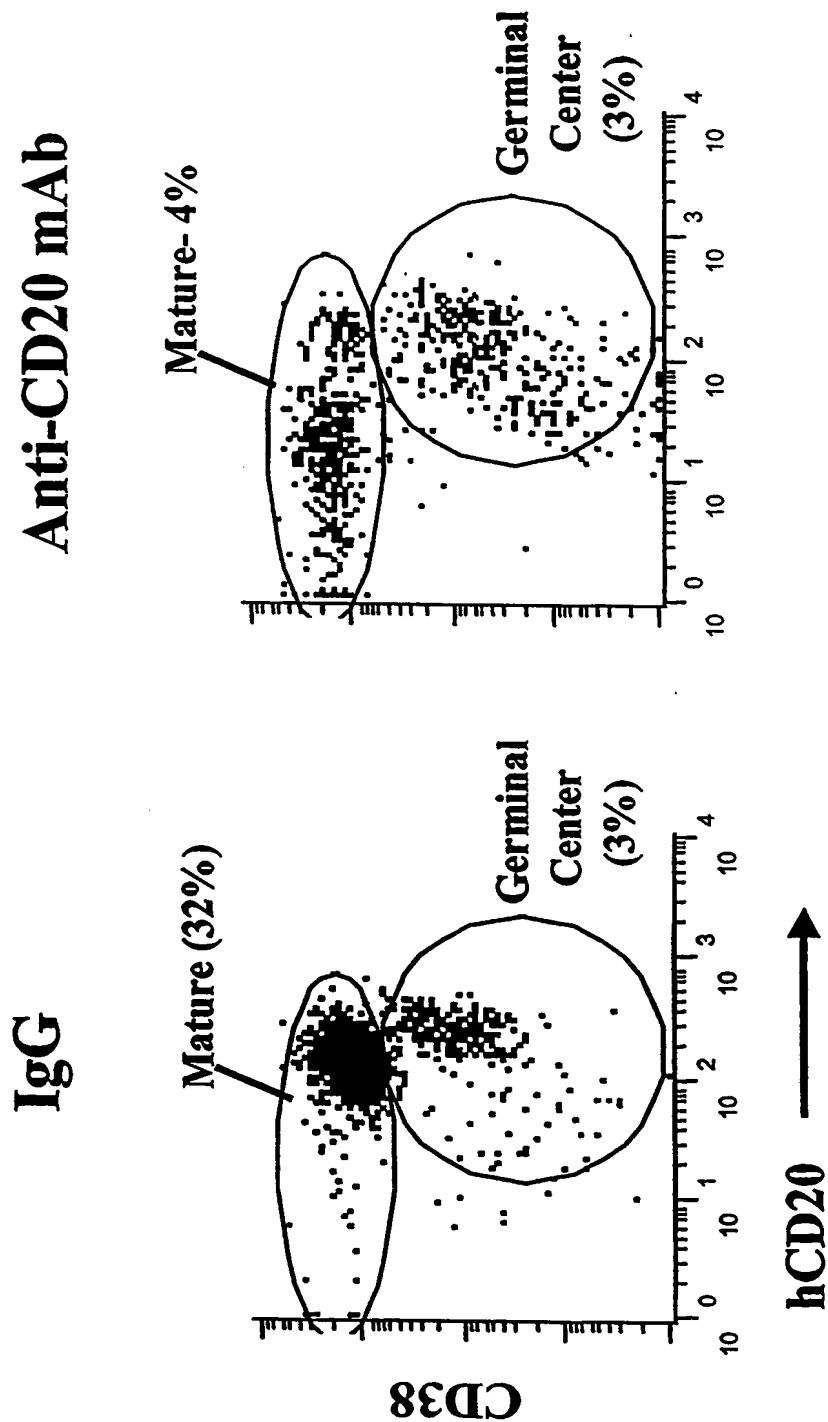 IgG
Mature (32%)
Germinal
Center
(3%)
10 0
10 1
10 2
10 3
10 4
CD38
hCD20
Anti-CD20 mAb
Mature- 4%
Germinal
Center
(3%)
10 0
10 1
10 2
10 3
10 4